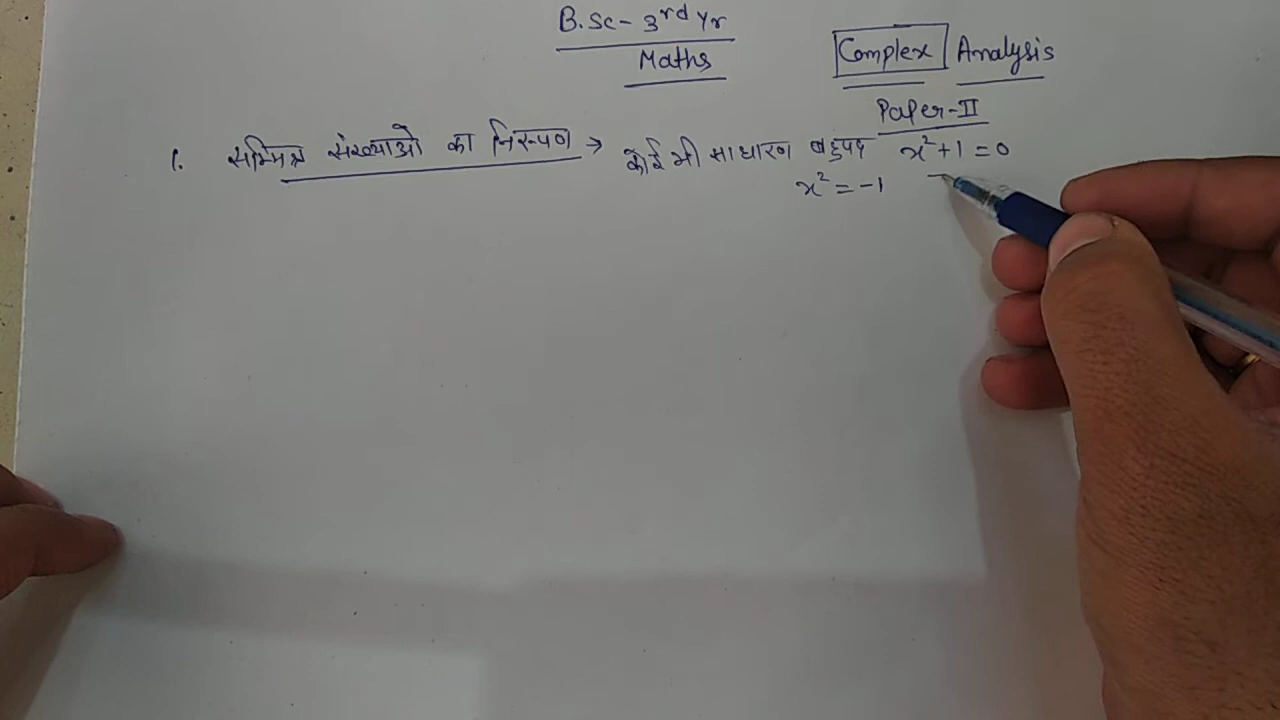 B.Sc - 3rd Yr
Maths
Complex Analysis
Paper-II
1. सम्मिश्र संख्याओं का निरूपण → कोई भी साधारण बहुपद x² + 1 = 0
x² = -1